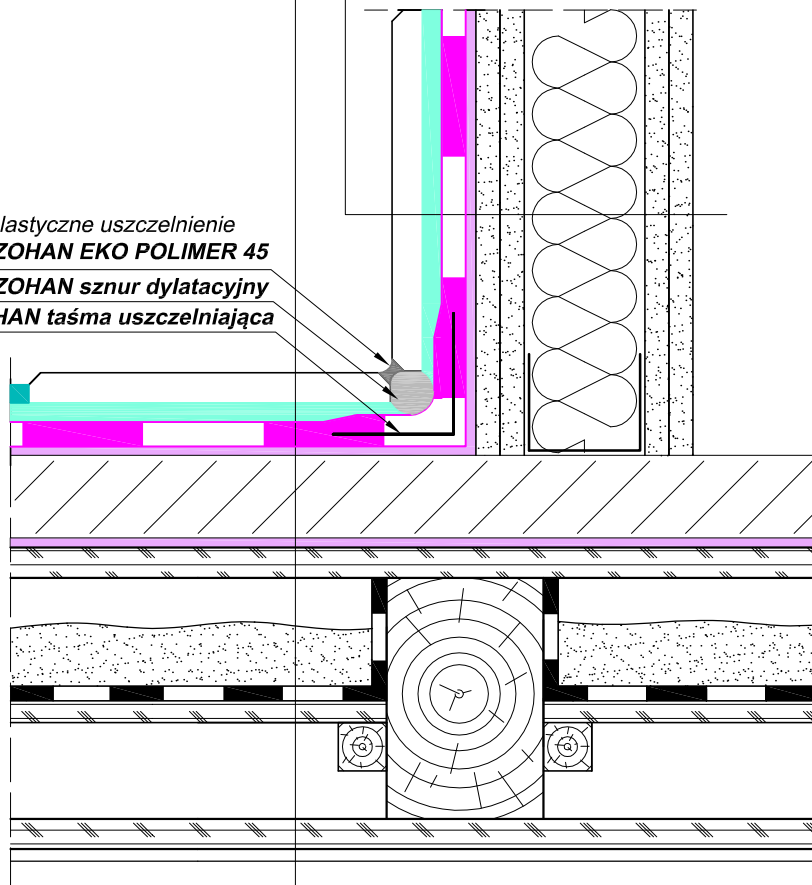 lastyczne uszczelnienie
ZOHAN EKO POLIMER 45
ZOHAN sznur dylatacyjny
HAN taśma uszczelniająca